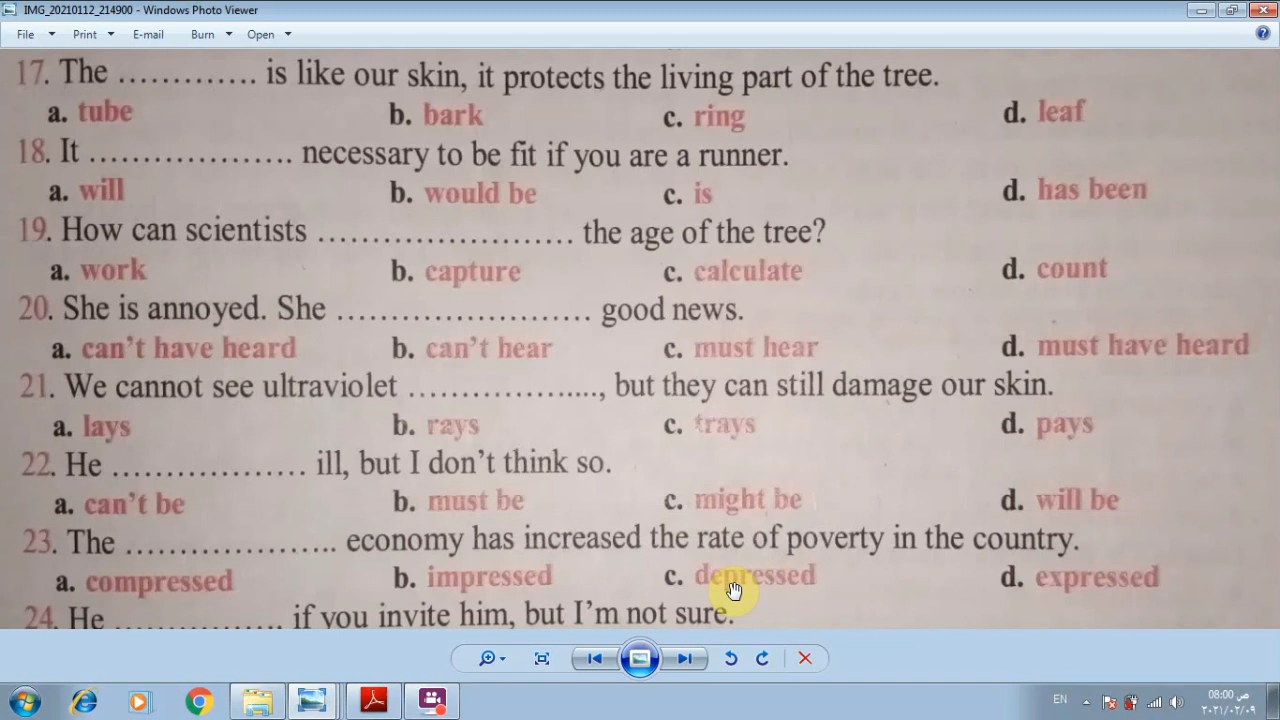 IMG_20210112_214900 - Windows Photo Viewer
File Print E-mail Burn Open
17. The ............. is like our skin, it protects the living part of the tree.
a. tube b. bark c. ring d. leaf
18. It ................... necessary to be fit if you are a runner.
a. will b. would be c. is d. has been
19. How can scientists ........................ the age of the tree?
a. work b. capture c. calculate d. count
20. She is annoyed. She ........................ good news.
a. can't have heard b. can't hear c. must hear d. must have heard
21. We cannot see ultraviolet .................., but they can still damage our skin.
a. lays b. rays c. trays d. pays
22. He .................. ill, but I don't think so.
a. can't be b. must be c. might be d. will be
23. The .................... economy has increased the rate of poverty in the country.
a. compressed b. impressed c. depressed d. expressed
24. He ................ if you invite him, but I'm not sure.
EN
08:00 ص
٢٠٢١/٠٢/٠٩